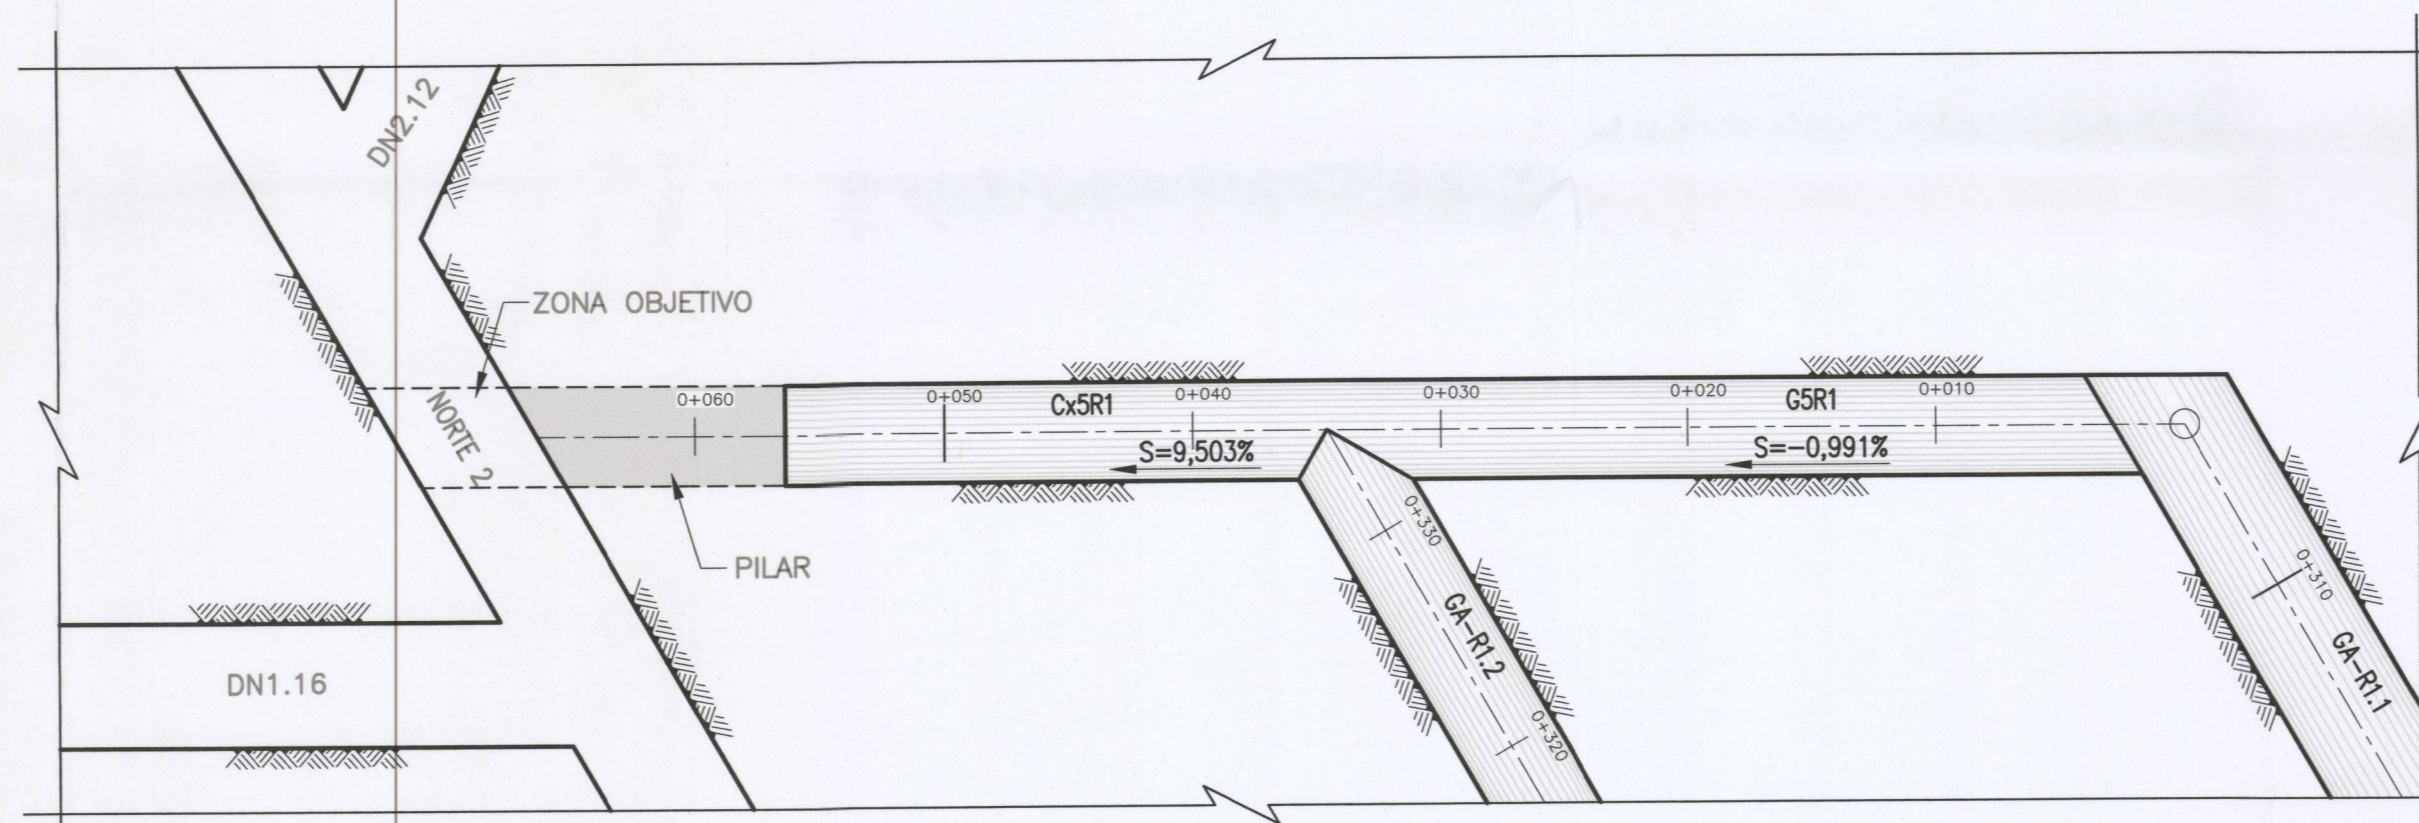 DN2.12
ZONA OBJETIVO
NORTE 2
0+060
0+050
Cx5R1
0+040
0+030
0+020
G5R1
0+010
S=9,503%
S=-0,991%
PILAR
0+330
GA-R1.2
0+320
0+310
GA-R1.1
DN1.16